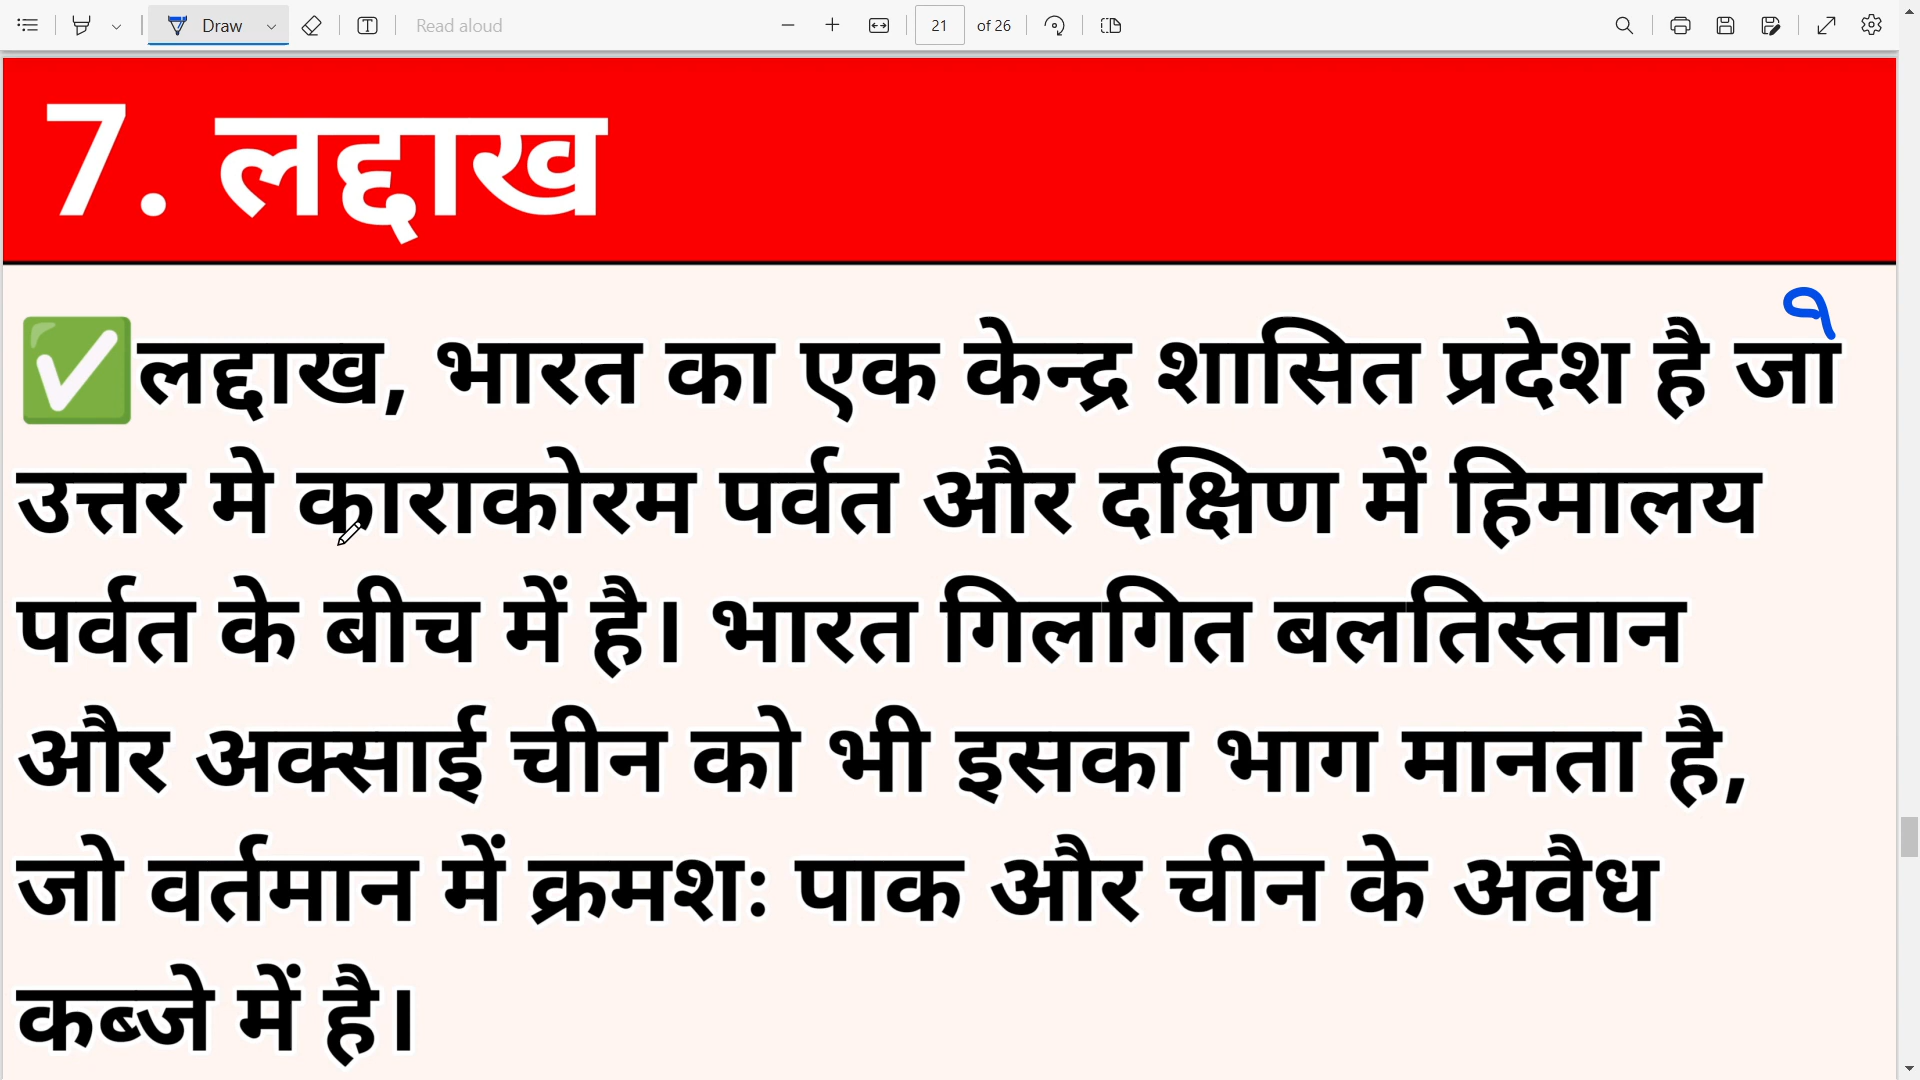 Draw
Read aloud
21 of 26
7. लद्दाख
✅लद्दाख, भारत का एक केन्द्र शासित प्रदेश है जो
उत्तर मे काराकोरम पर्वत और दक्षिण में हिमालय
पर्वत के बीच में है। भारत गिलगित बलतिस्तान
और अक्साई चीन को भी इसका भाग मानता है,
जो वर्तमान में क्रमशः पाक और चीन के अवैध
कब्जे में है।